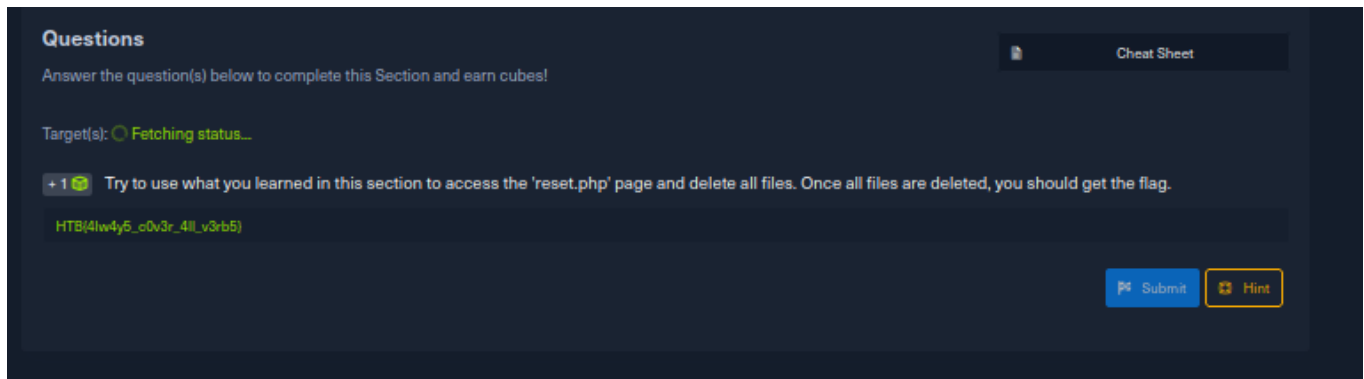 Questions
Cheat Sheet
Answer the question(s) below to complete this Section and earn cubes!
Target(s): Fetching status...
+ 1 Try to use what you learned in this section to access the 'reset.php' page and delete all files. Once all files are deleted, you should get the flag.
HTB{4lw4y5_c0v3r_4ll_v3rb5}
Submit
Hint